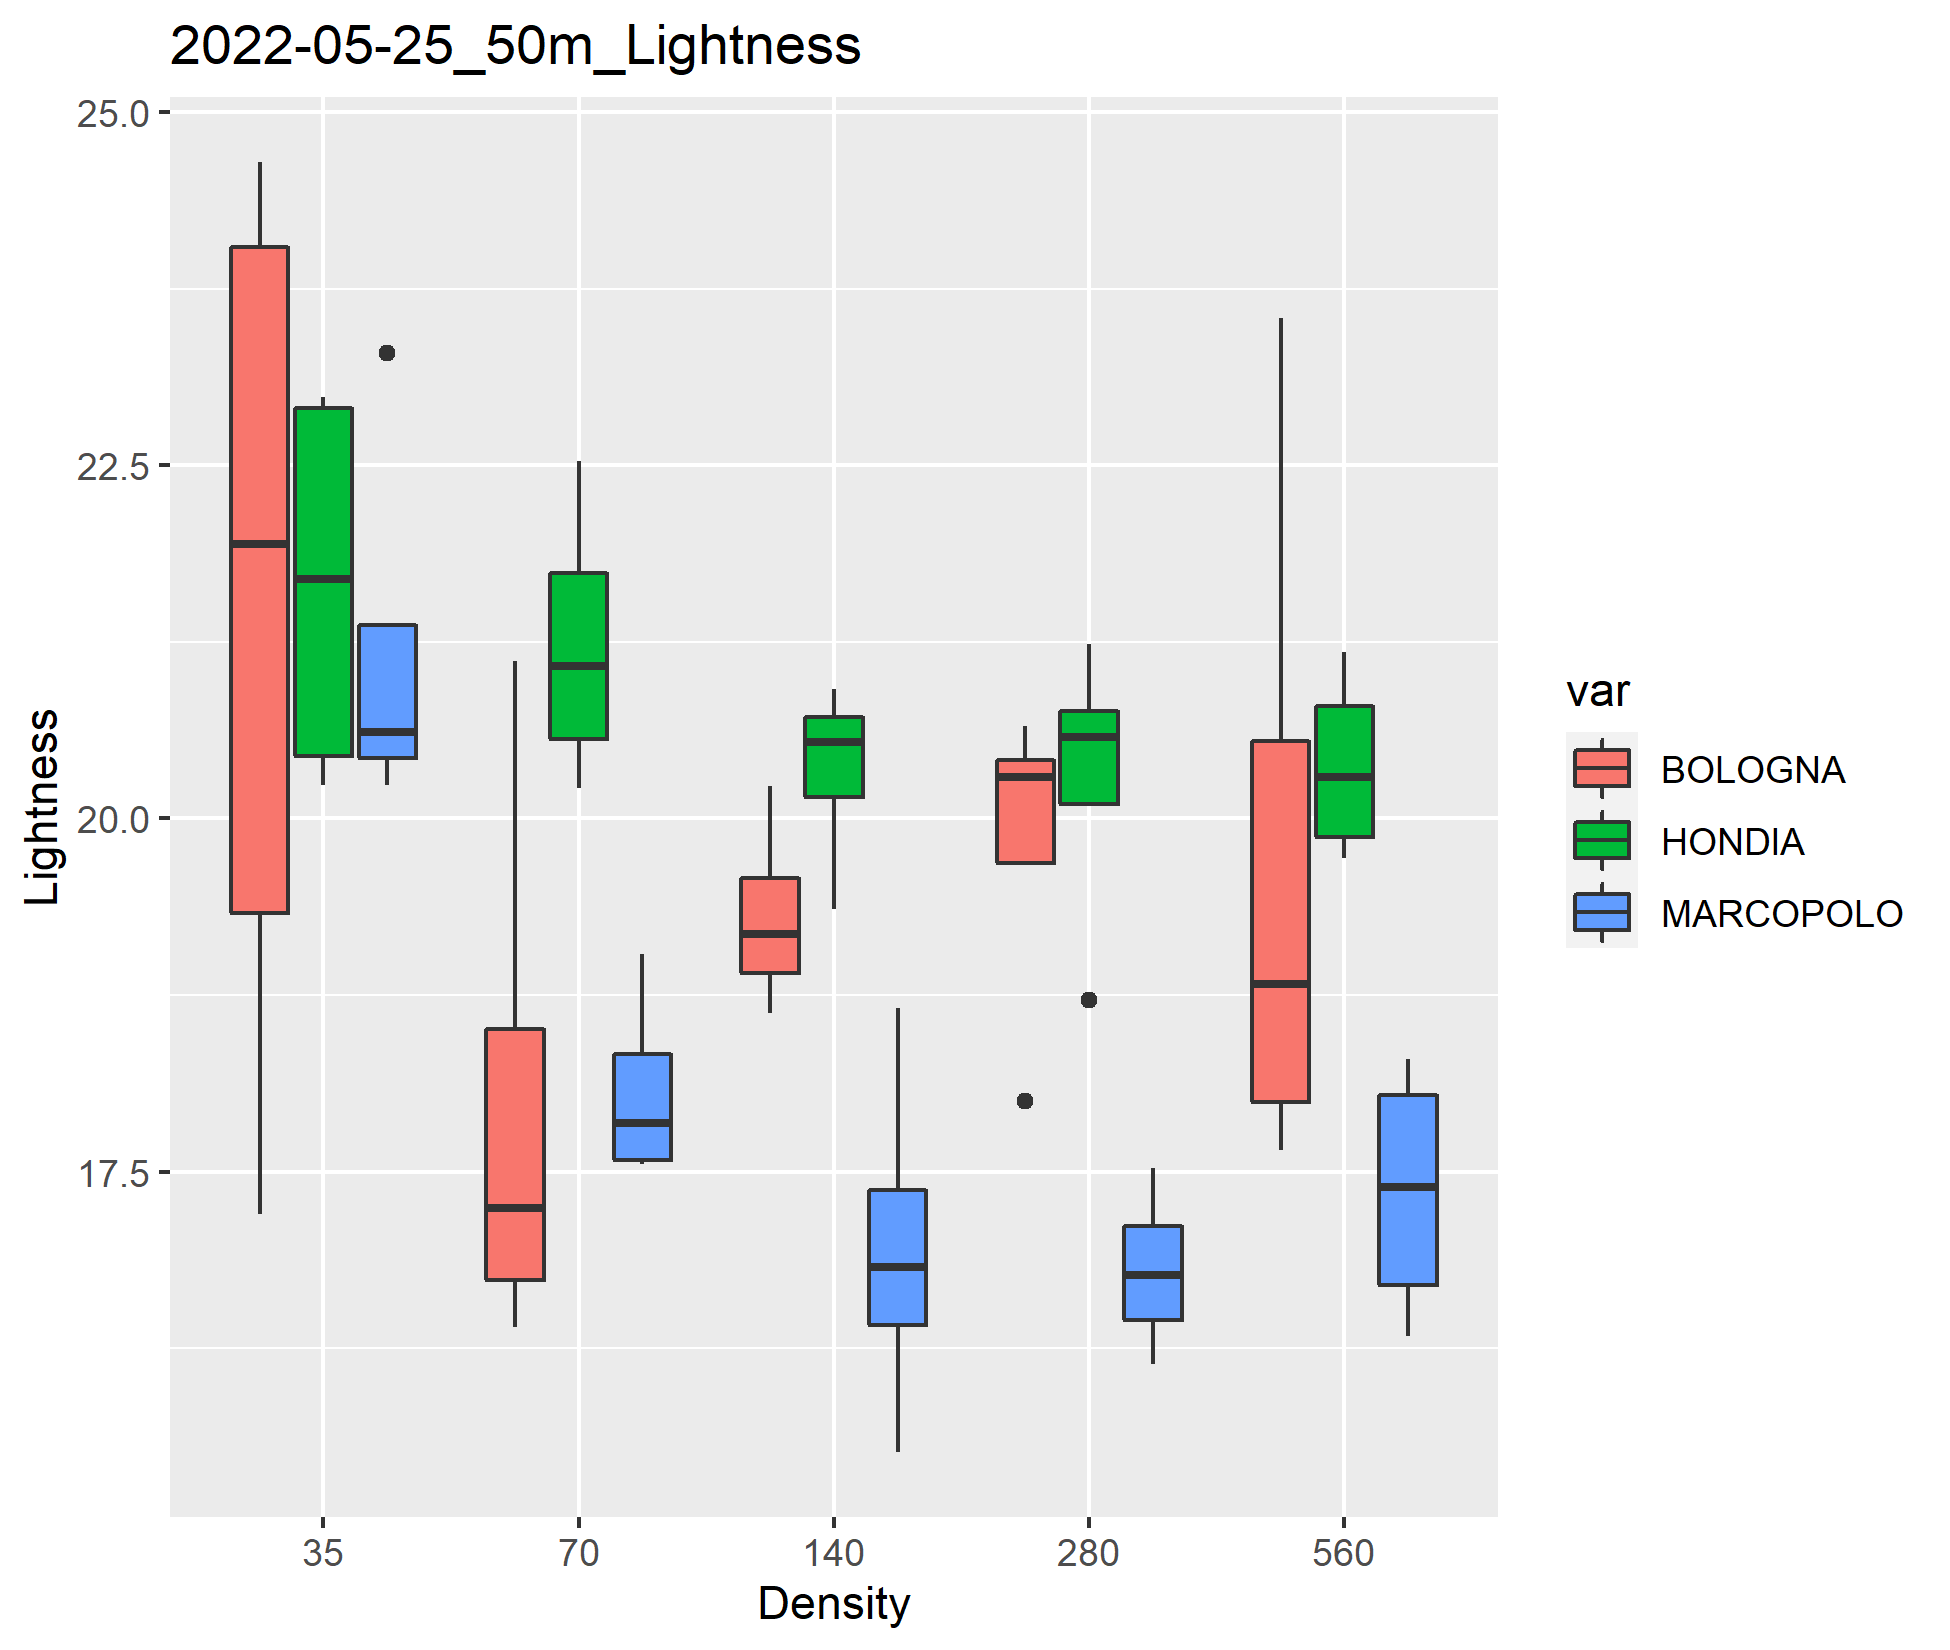 2022-05-25_50m_Lightness
25.0
22.5
20.0
17.5
Lightness
35 70 140 280 560
Density
var
BOLOGNA
HONDIA
MARCOPOLO